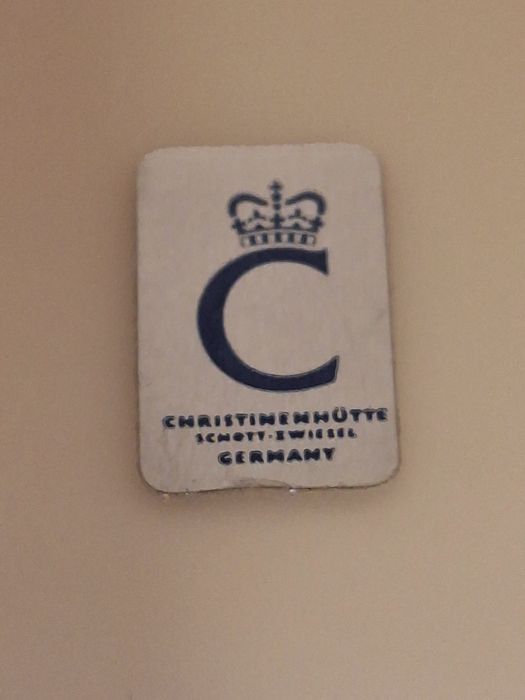 C
CHRISTINENHÜTTE
SCHOTT-ZWIESEL
GERMANY